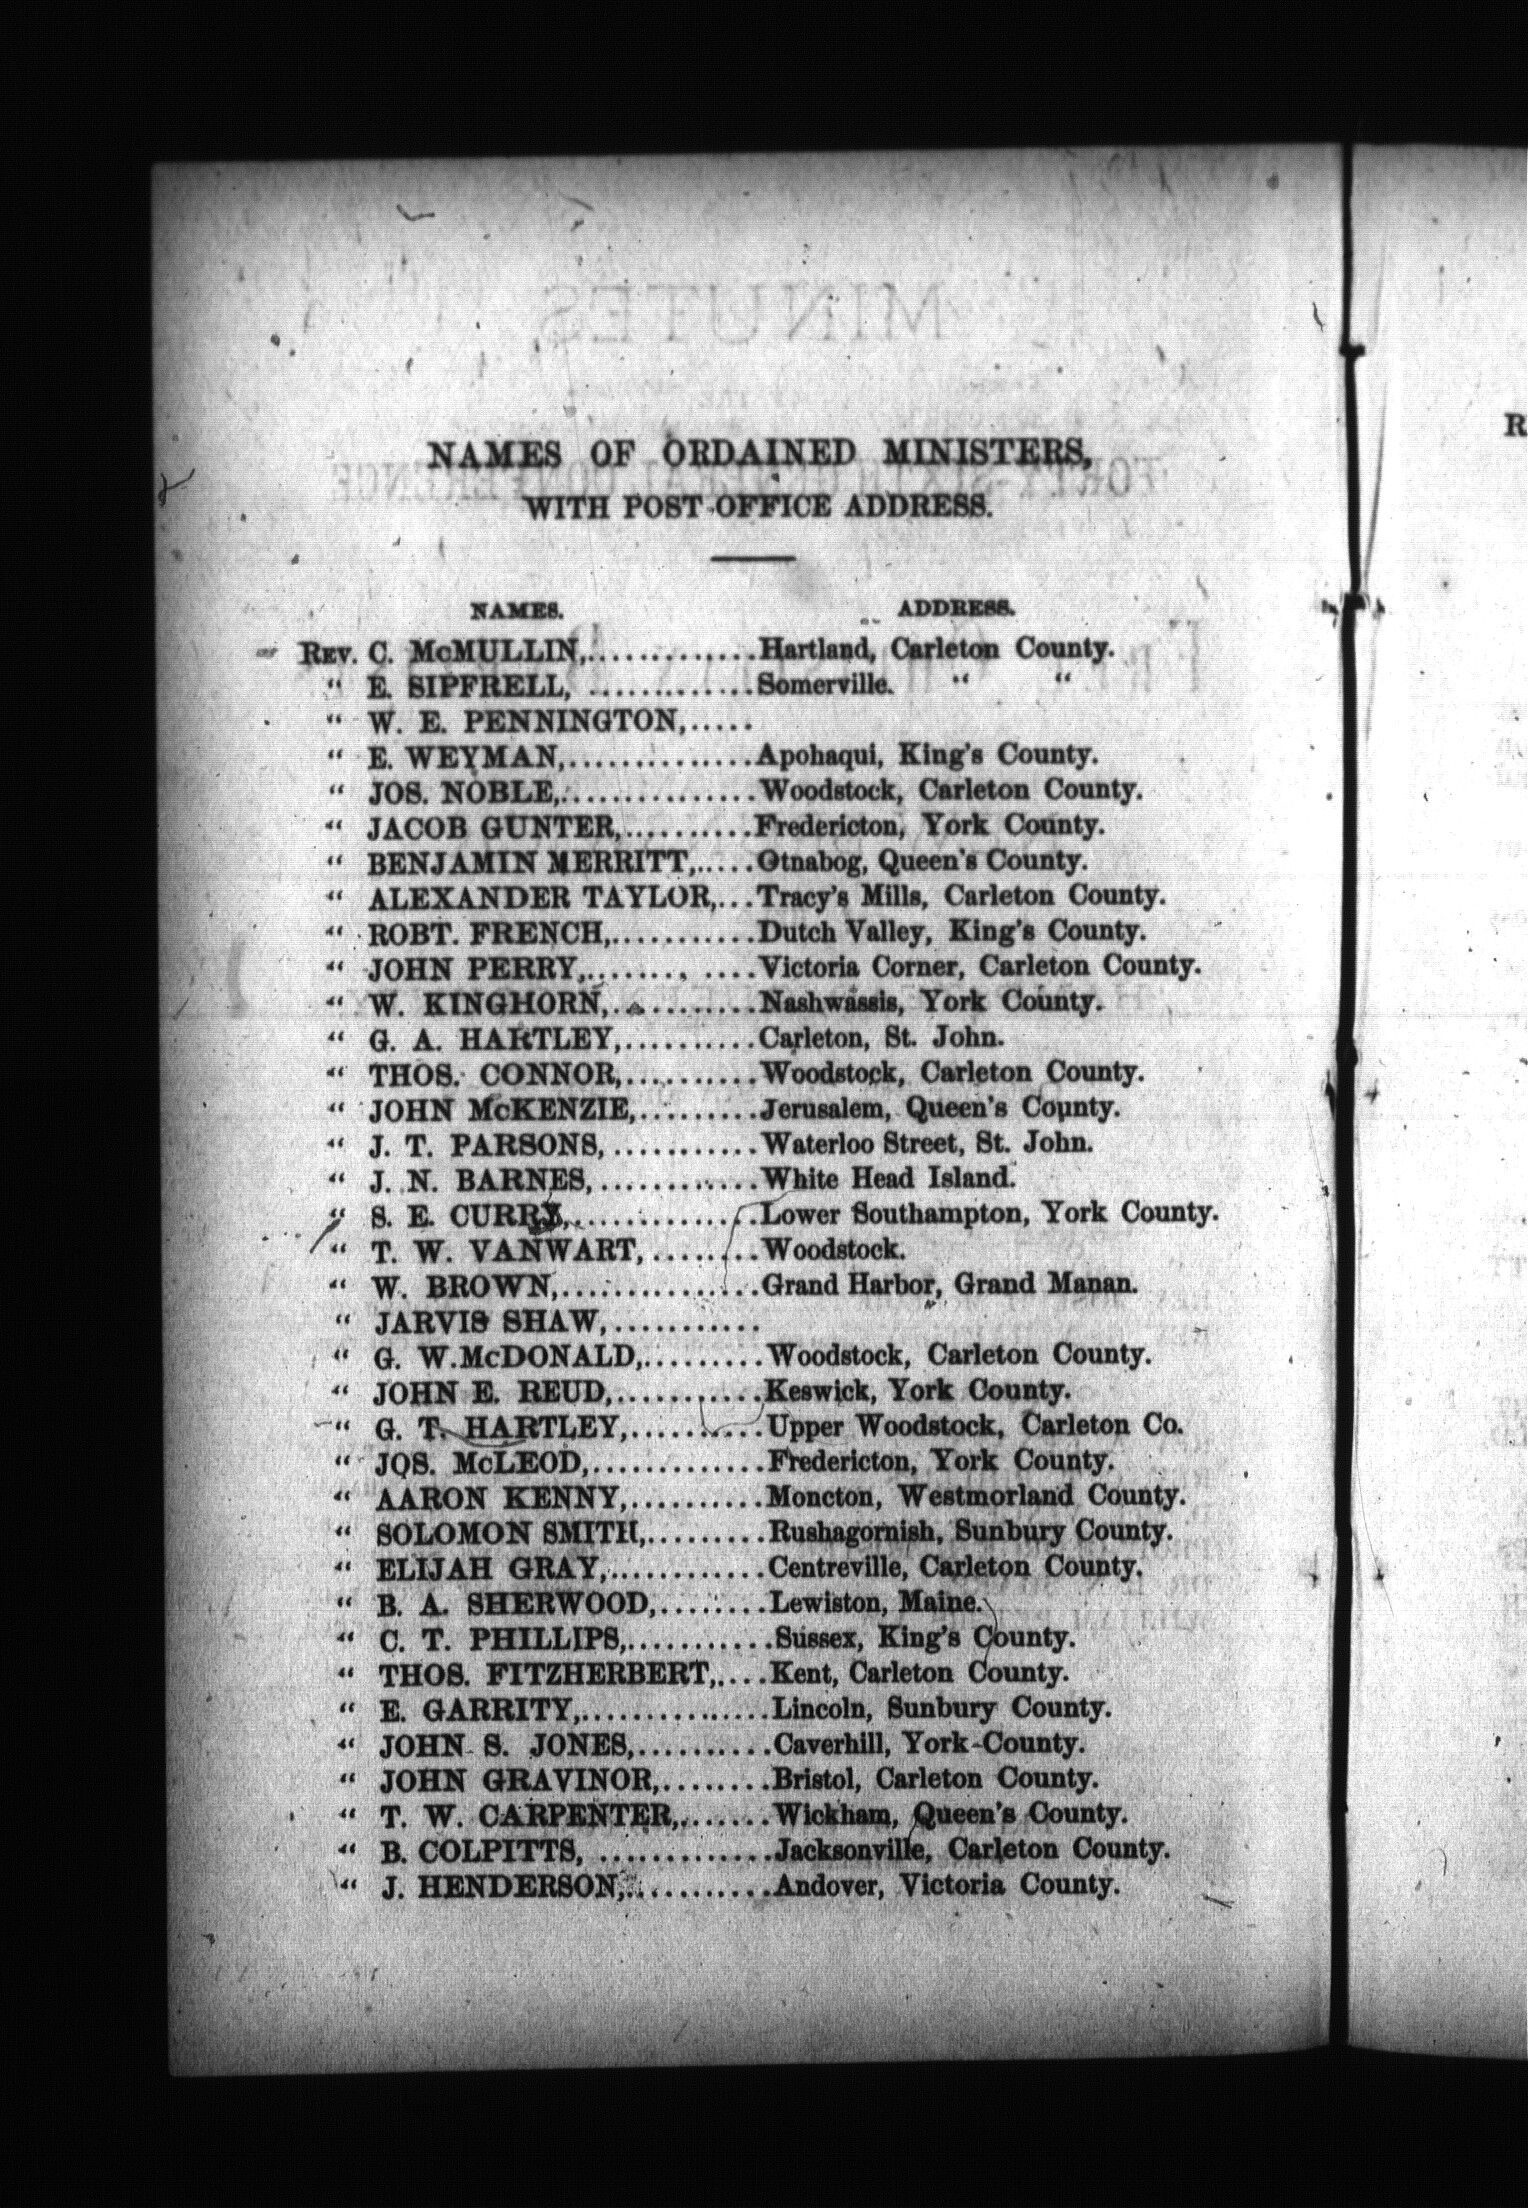 NAMES OF ORDAINED MINISTERS,
WITH POST OFFICE ADDRESS.
NAMES. ADDRESS.
REV. C. McMULLIN,.............Hartland, Carleton County.
" E. SIPFRELL, .............Somerville. " "
" W. E. PENNINGTON,.....
" E. WEYMAN,..............Apohaqui, King's County.
" JOS. NOBLE,...............Woodstock, Carleton County.
" JACOB GUNTER,..........Fredericton, York County.
" BENJAMIN MERRITT,.....Otnabog, Queen's County.
" ALEXANDER TAYLOR,...Tracy's Mills, Carleton County.
" ROBT. FRENCH,...........Dutch Valley, King's County.
" JOHN PERRY,........ ....Victoria Corner, Carleton County.
" W. KINGHORN,...........Nashwassis, York County.
" G. A. HARTLEY,..........Carleton, St. John.
" THOS. CONNOR,..........Woodstock, Carleton County.
" JOHN McKENZIE,.........Jerusalem, Queen's County.
" J. T. PARSONS,...........Waterloo Street, St. John.
" J. N. BARNES,............White Head Island.
" S. E. CURRY,..............Lower Southampton, York County.
" T. W. VANWART,........Woodstock.
" W. BROWN,...............Grand Harbor, Grand Manan.
" JARVIS SHAW,...........
" G. W. McDONALD,.........Woodstock, Carleton County.
" JOHN E. REUD,...........Keswick, York County.
" G. T. HARTLEY,..........Upper Woodstock, Carleton Co.
" JOS. McLEOD,.............Fredericton, York County.
" AARON KENNY,..........Moncton, Westmorland County.
" SOLOMON SMITH,.........Rushagornish, Sunbury County.
" ELIJAH GRAY,............Centreville, Carleton County.
" B. A. SHERWOOD,........Lewiston, Maine.
" C. T. PHILLIPS,...........Sussex, King's County.
" THOS. FITZHERBERT,....Kent, Carleton County.
" E. GARRITY,..............Lincoln, Sunbury County.
" JOHN S. JONES,..........Caverhill, York County.
" JOHN GRAVINOR,........Bristol, Carleton County.
" T. W. CARPENTER,.......Wickham, Queen's County.
" B. COLPITTS, .............Jacksonville, Carleton County.
" J. HENDERSON,...........Andover, Victoria County.